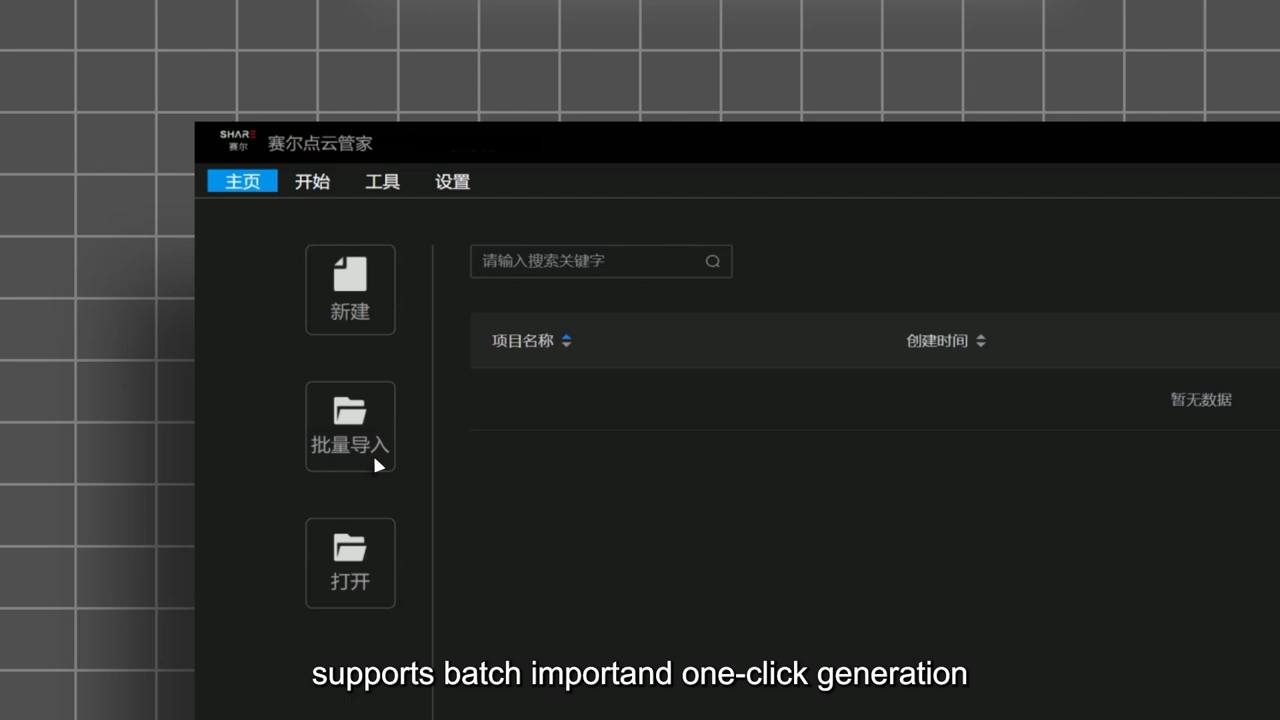 SHARE
赛尔
赛尔点云管家
主页 开始 工具 设置
新建
请输入搜索关键字
项目名称 创建时间
暂无数据
批量导入
打开
supports batch importand one-click generation